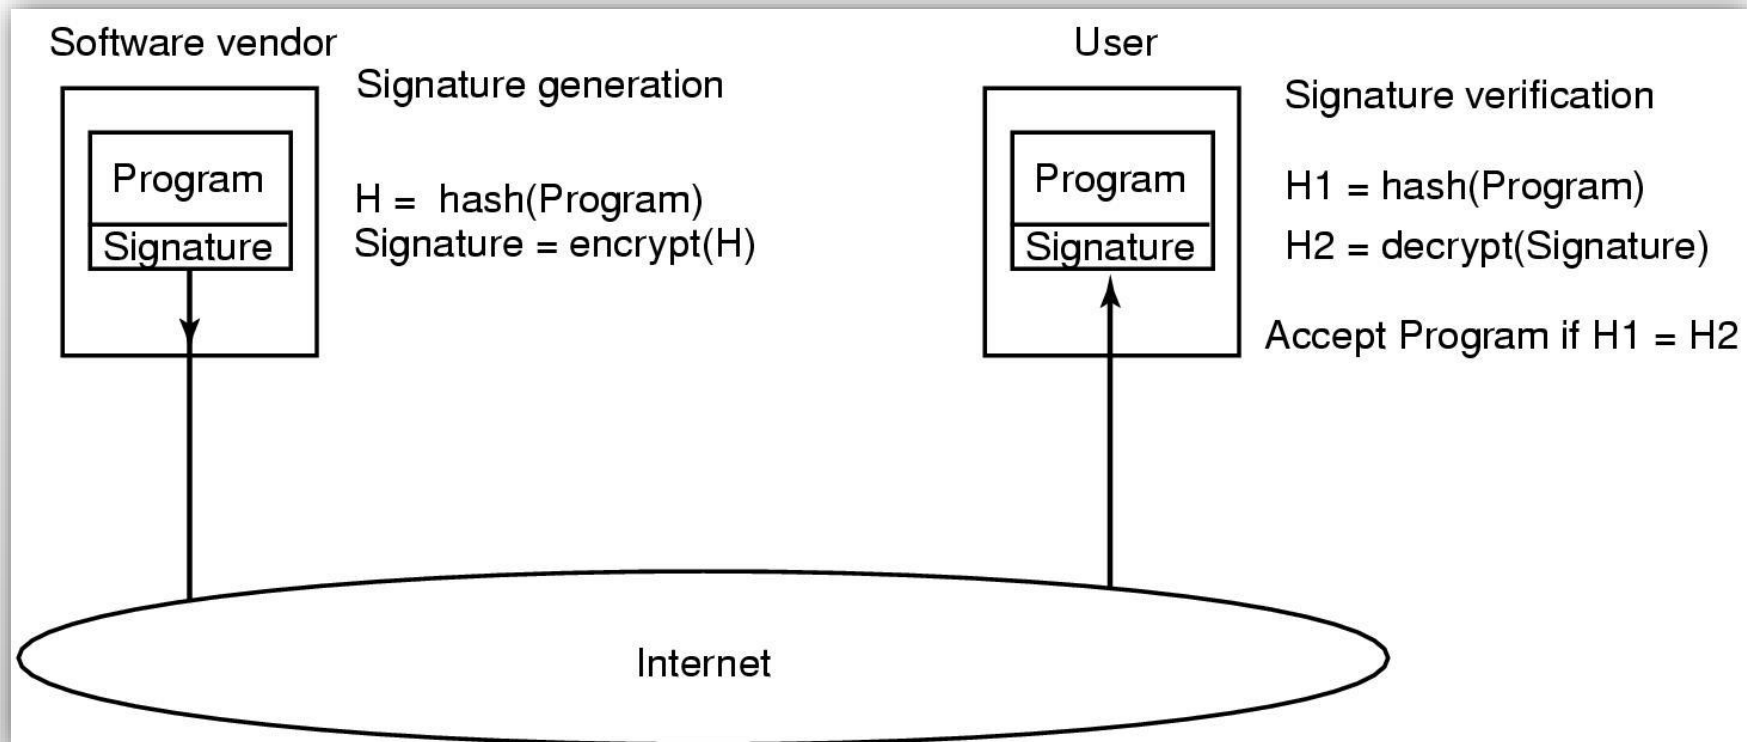 Software vendor
Signature generation
Program
Signature
H = hash(Program)
Signature = encrypt(H)
User
Signature verification
Program
Signature
H1 = hash(Program)
H2 = decrypt(Signature)
Accept Program if H1 = H2
Internet